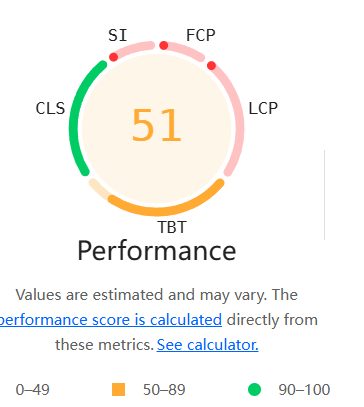 SI
FCP
CLS
LCP
51
TBT
Performance
Values are estimated and may vary. The
performance score is calculated directly from
these metrics. See calculator.
0–49
50–89
90–100